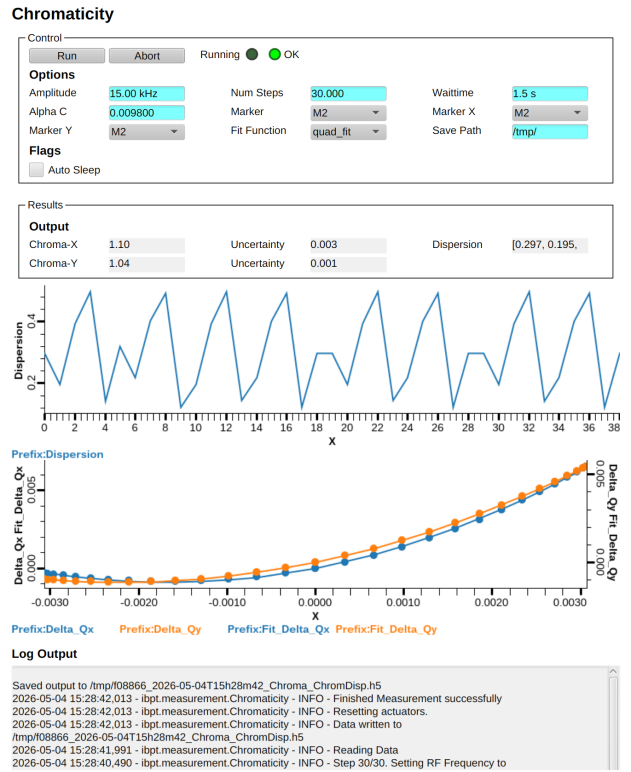 Chromaticity
Control
Run Abort Running OK
Options
Amplitude 15.00 kHz Num Steps 30.000 Waittime 1.5 s
Alpha C 0.009800 Marker M2 Marker X M2
Marker Y M2 Fit Function quad_fit Save Path /tmp/
Flags
Auto Sleep
Results
Output
Chroma-X 1.10 Uncertainty 0.003 Dispersion [0.297, 0.195,
Chroma-Y 1.04 Uncertainty 0.001
Dispersion
0.4
0.2
0 2 4 6 8 10 12 14 16 18 20 22 24 26 28 30 32 34 36 38
X
Prefix:Dispersion
Delta_Qx Fit_Delta_Qx
0.005
0.000
0.005
0.000
Delta_Qy Fit_Delta_Qy
-0.0030 -0.0020 -0.0010 0.0000 0.0010 0.0020 0.0030
X
Prefix:Delta_Qx Prefix:Delta_Qy Prefix:Fit_Delta_Qx Prefix:Fit_Delta_Qy
Log Output
Saved output to /tmp/f08866_2026-05-04T15h28m42_Chroma_ChromDisp.h5
2026-05-04 15:28:42,013 - ibpt.measurement.Chromaticity - INFO - Finished Measurement successfully
2026-05-04 15:28:42,013 - ibpt.measurement.Chromaticity - INFO - Resetting actuators.
2026-05-04 15:28:42,013 - ibpt.measurement.Chromaticity - INFO - Data written to
/tmp/f08866_2026-05-04T15h28m42_Chroma_ChromDisp.h5
2026-05-04 15:28:41,991 - ibpt.measurement.Chromaticity - INFO - Reading Data
2026-05-04 15:28:40,490 - ibpt.measurement.Chromaticity - INFO - Step 30/30. Setting RF Frequency to